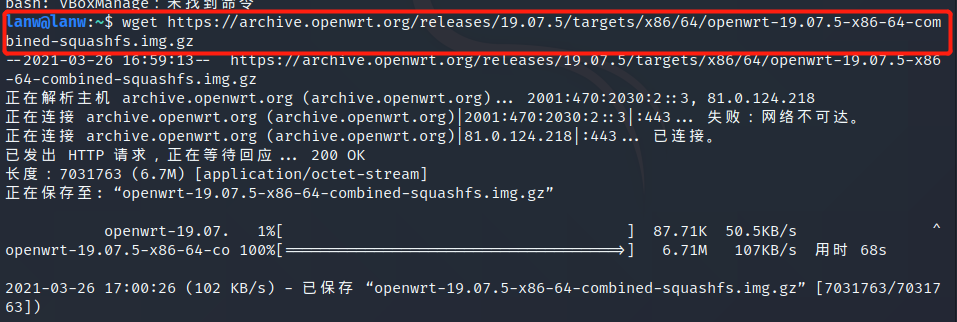 bash: VBoxManage：未找到命令
lanw@lanw:~$ wget https://archive.openwrt.org/releases/19.07.5/targets/x86/64/openwrt-19.07.5-x86-64-com
bined-squashfs.img.gz
--2021-03-26 16:59:13--  https://archive.openwrt.org/releases/19.07.5/targets/x86/64/openwrt-19.07.5-x86
-64-combined-squashfs.img.gz
正在解析主机 archive.openwrt.org (archive.openwrt.org)... 2001:470:2030:2::3, 81.0.124.218
正在连接 archive.openwrt.org (archive.openwrt.org)|2001:470:2030:2::3|:443... 失败：网络不可达。
正在连接 archive.openwrt.org (archive.openwrt.org)|81.0.124.218|:443... 已连接。
已发出 HTTP 请求，正在等待回应... 200 OK
长度：7031763 (6.7M) [application/octet-stream]
正在保存至: “openwrt-19.07.5-x86-64-combined-squashfs.img.gz”
openwrt-19.07.   1%[                                   ]  87.71K  50.5KB/s                 ^
openwrt-19.07.5-x86-64-co 100%[==================================>]   6.71M   107KB/s  用时 68s
2021-03-26 17:00:26 (102 KB/s) - 已保存 “openwrt-19.07.5-x86-64-combined-squashfs.img.gz” [7031763/70317
63])